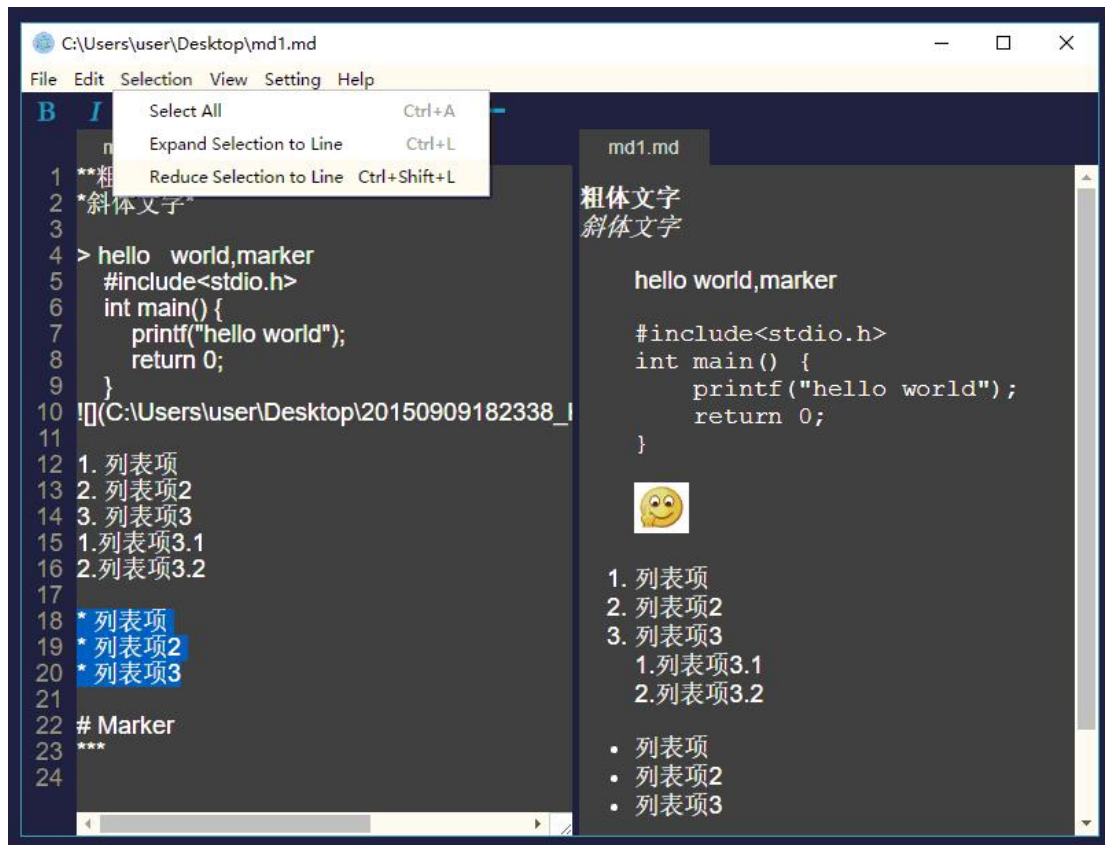 C:\Users\user\Desktop\md1.md
File Edit Selection View Setting Help
B I
Select All Ctrl+A
Expand Selection to Line Ctrl+L
Reduce Selection to Line Ctrl+Shift+L
1 **粗
2 *斜体文字*
3
4 > hello   world,marker
5 #include<stdio.h>
6 int main() {
7 printf("hello world");
8 return 0;
9 }
10 ![](C:\Users\user\Desktop\20150909182338_
11
12 1. 列表项
13 2. 列表项2
14 3. 列表项3
15 1.列表项3.1
16 2.列表项3.2
17
18 * 列表项
19 * 列表项2
20 * 列表项3
21
22 # Marker
23 ***
24
md1.md
粗体文字
斜体文字
hello world,marker
#include<stdio.h>
int main() {
printf("hello world");
return 0;
}
1. 列表项
2. 列表项2
3. 列表项3
1.列表项3.1
2.列表项3.2
• 列表项
• 列表项2
• 列表项3